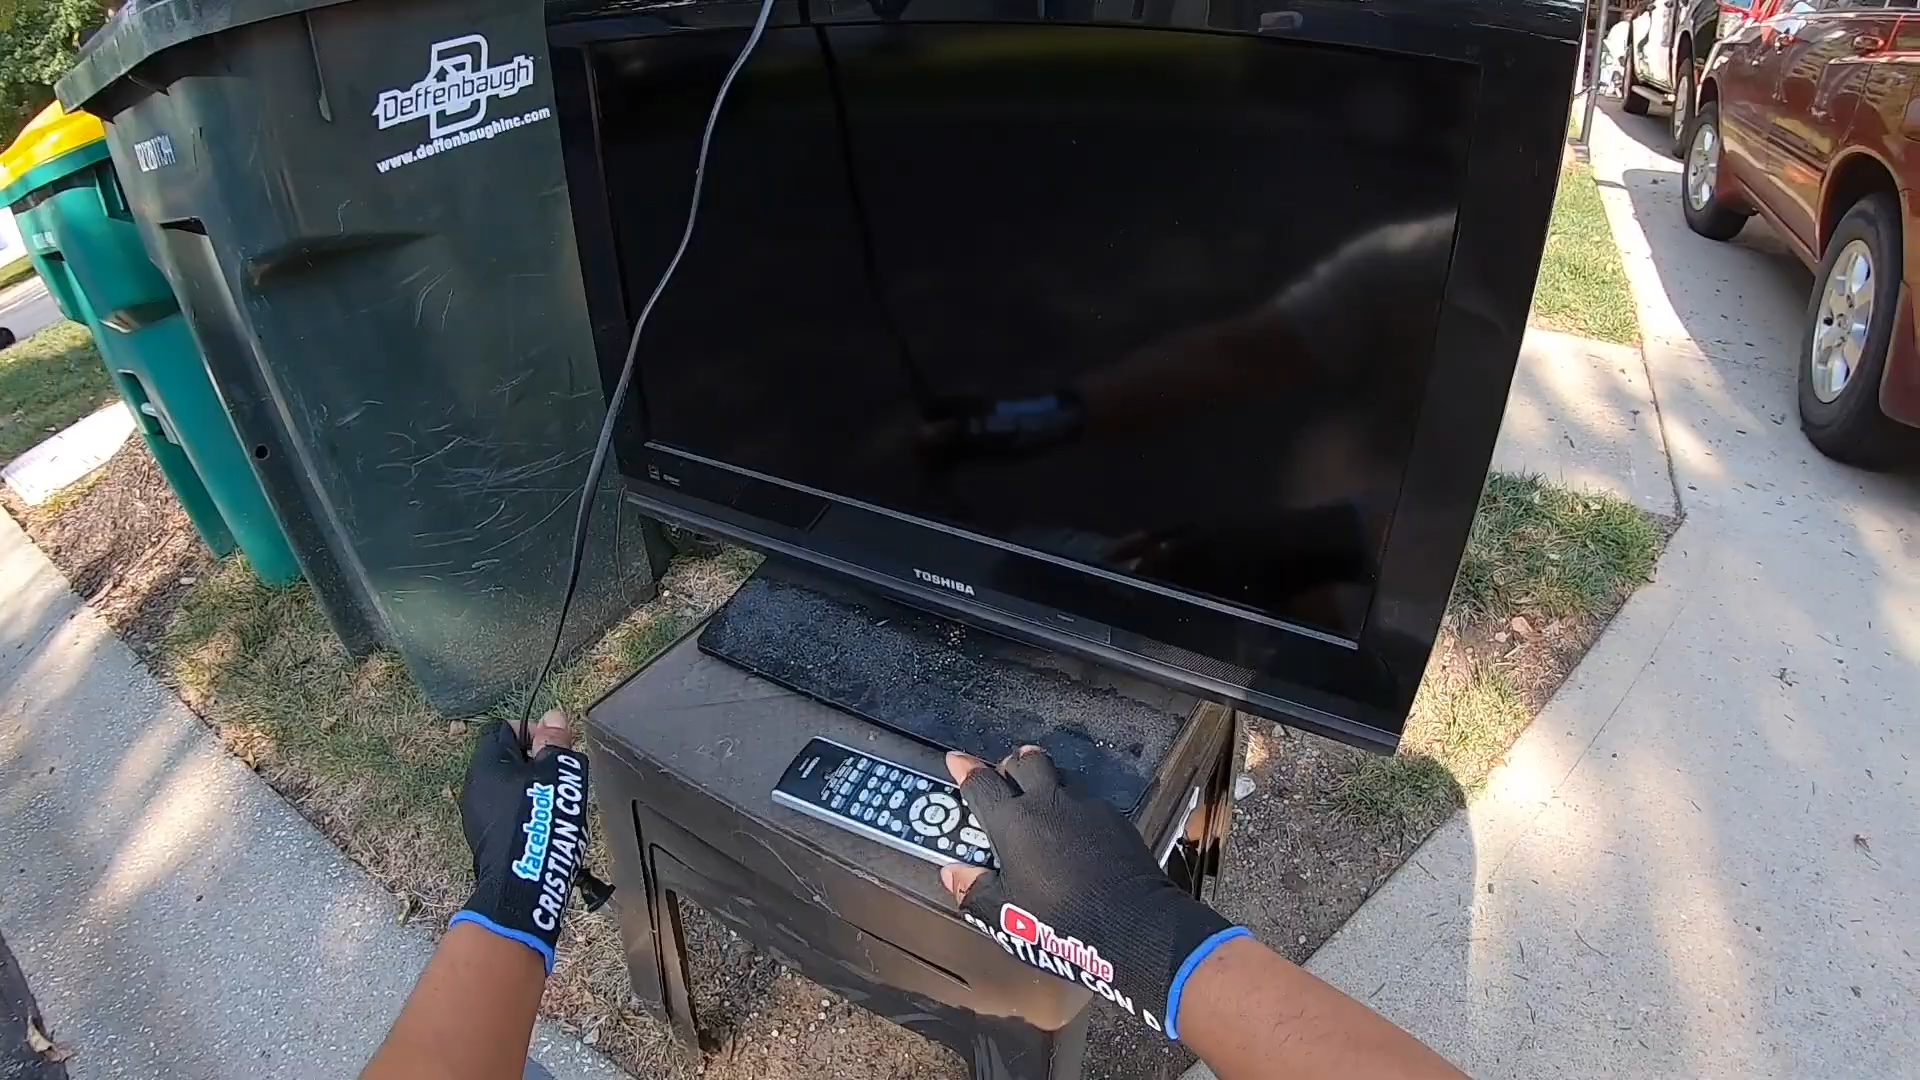 Deffenbaugh
www.deffenbaughinc.com
TOSHIBA
facebook
CRISTIAN CON D
YouTube
CRISTIAN CON D